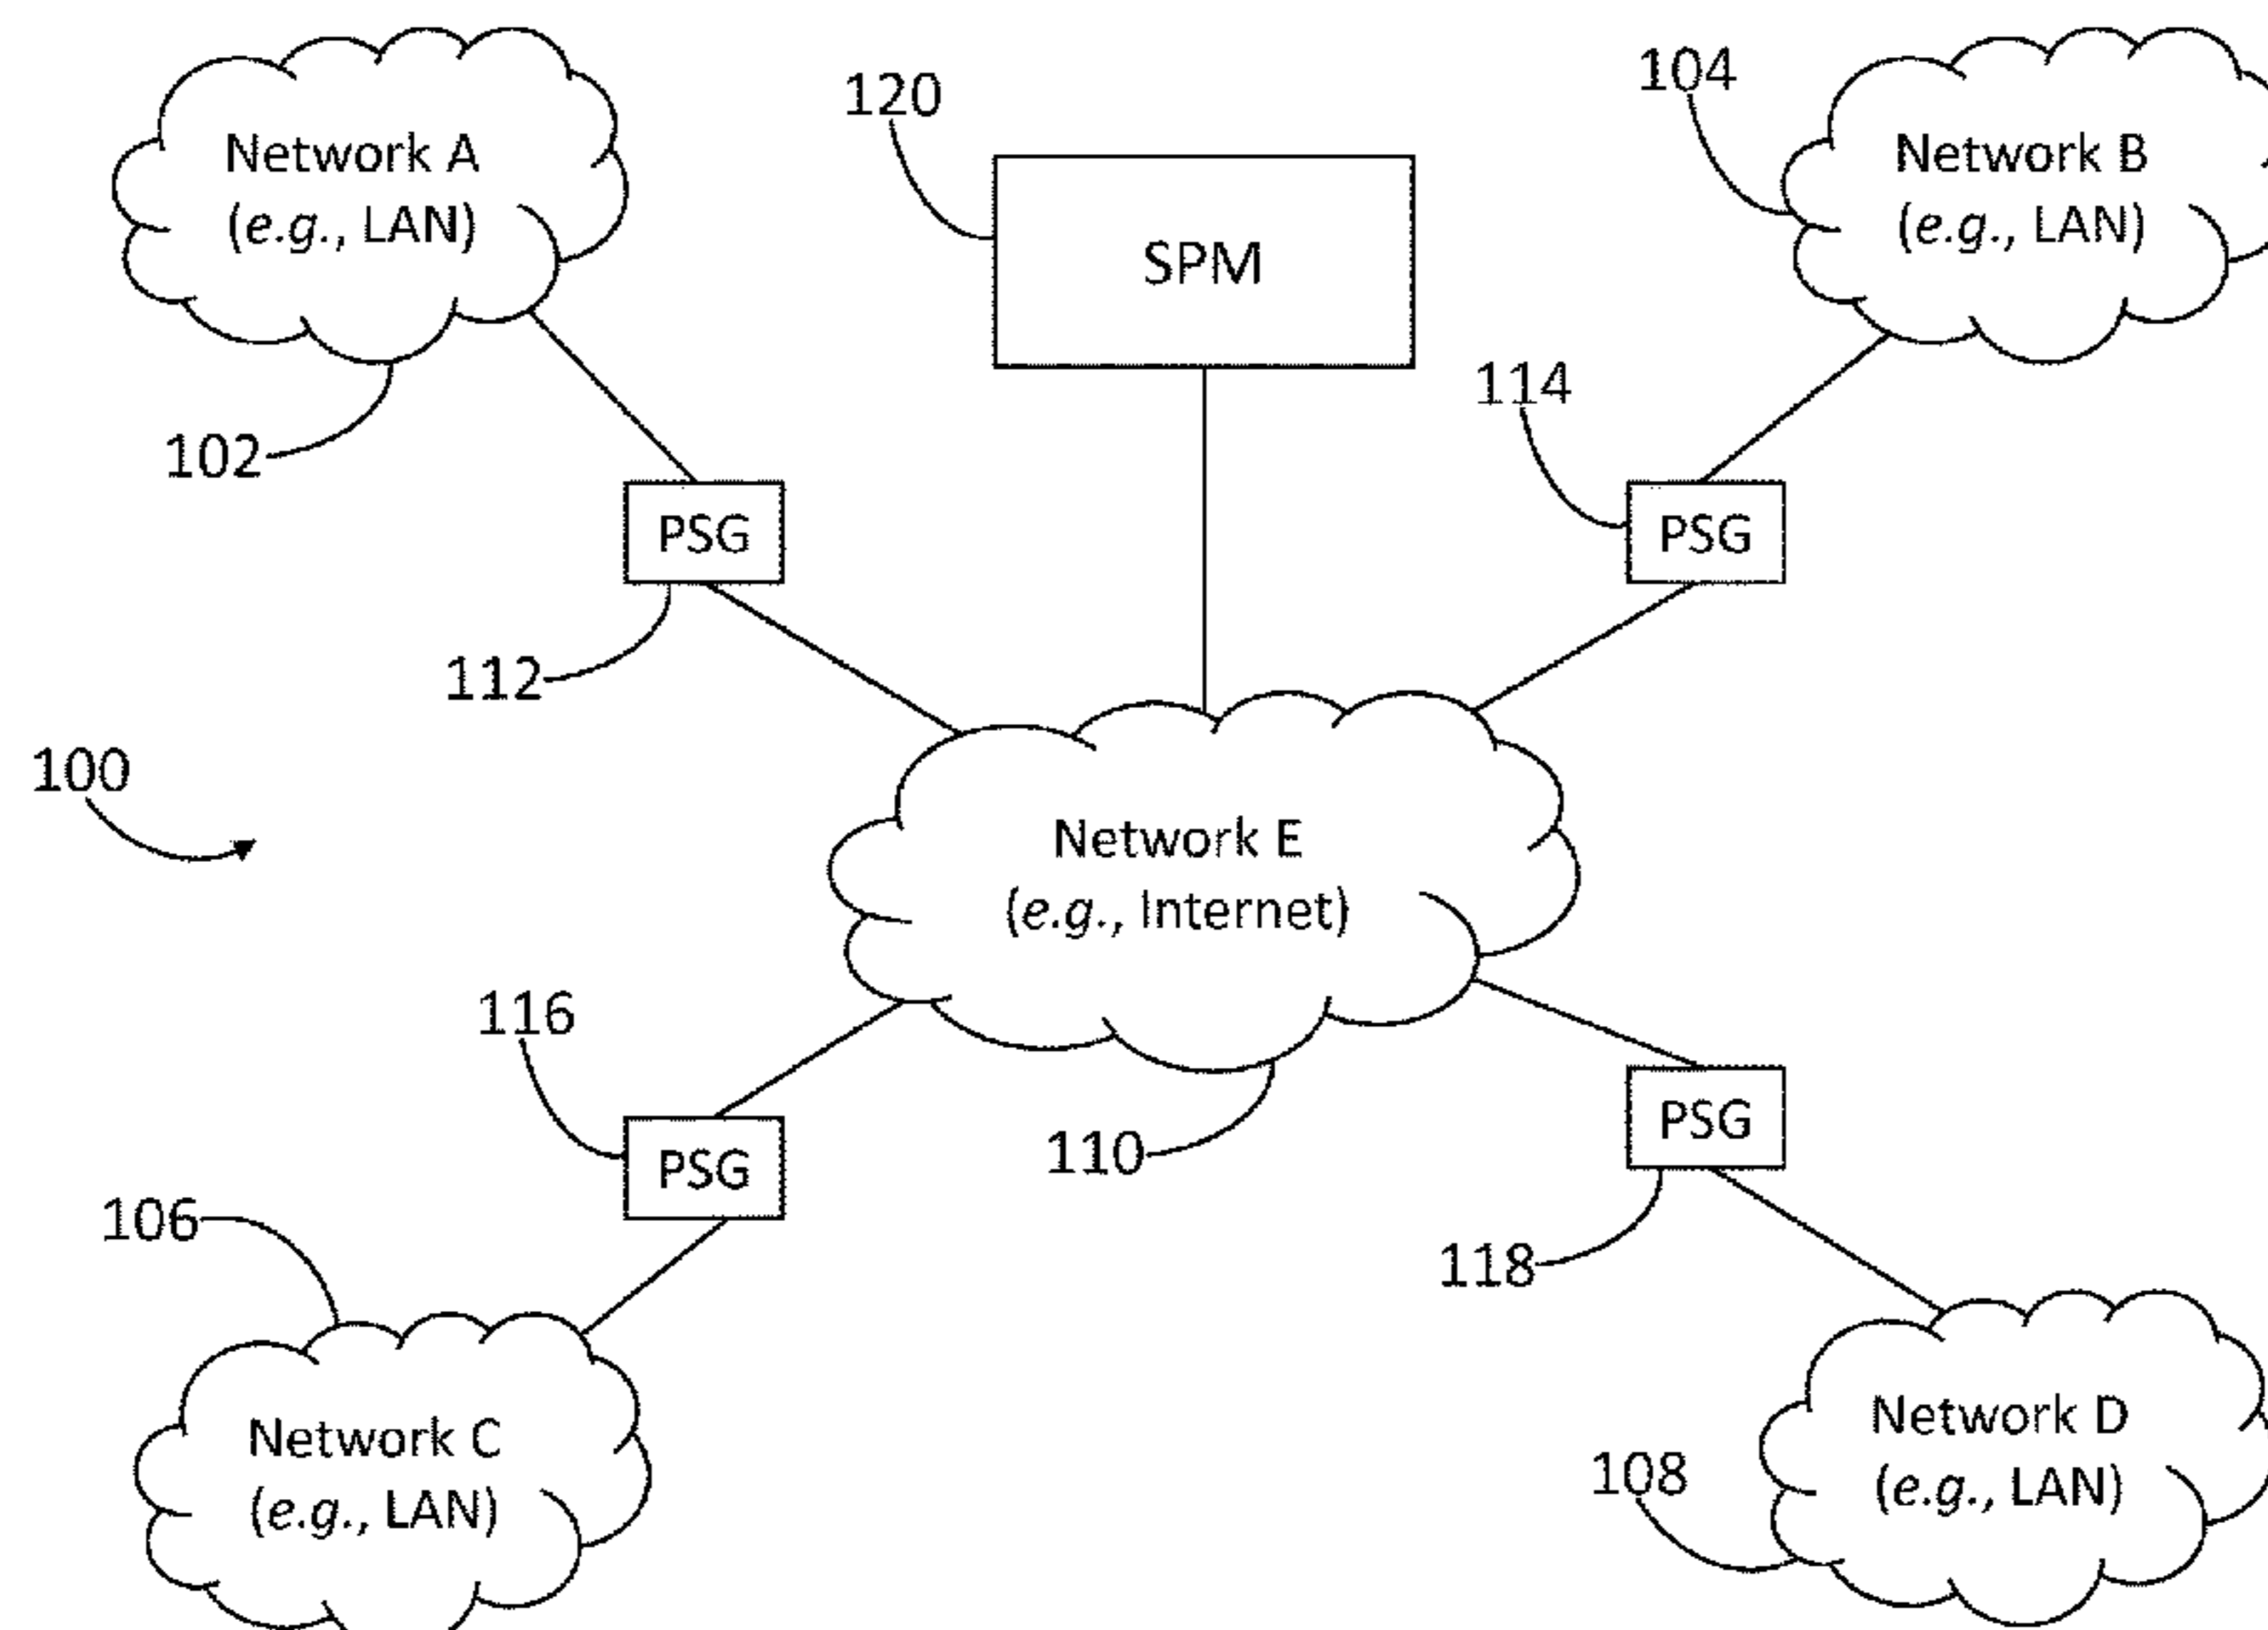 Network A
(e.g., LAN)
102
120
SPM
104
Network B
(e.g., LAN)
114
PSG
112
PSG
100
Network E
(e.g., Internet)
110
116
PSG
106
Network C
(e.g., LAN)
PSG
118
108
Network D
(e.g., LAN)